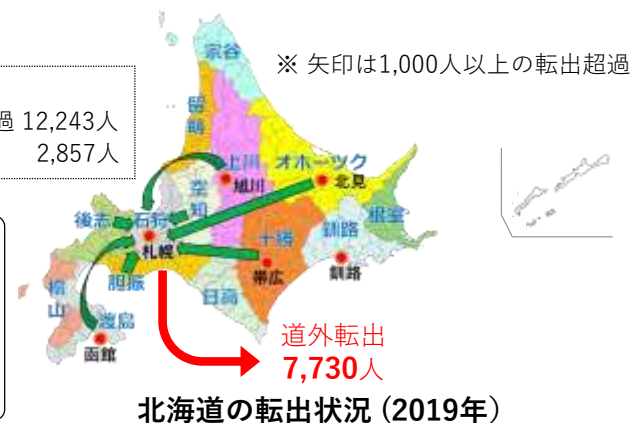 ※ 矢印は1,000人以上の転出超過
過 12,243人
2,857人
宗谷
留萌
上川
オホーツク
旭川
北見
空知
後志
石狩
札幌
十勝
帯広
釧路
釧路
根室
胆振
日高
檜山
渡島
函館
道外転出
7,730人
北海道の転出状況 (2019年)